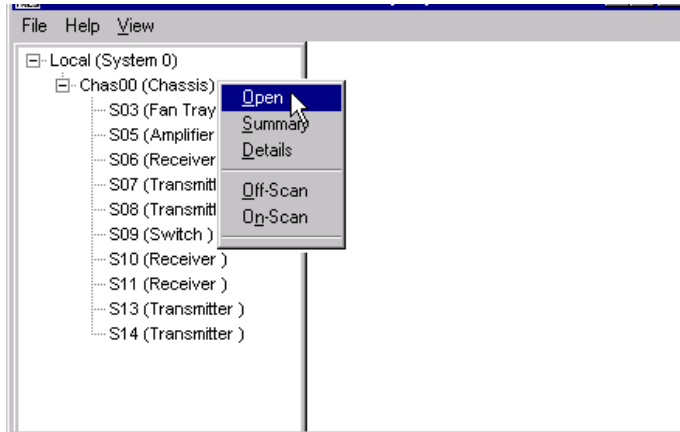 File Help View
Local (System 0)
Chas00 (Chassis)
S03 (Fan Tray
S05 (Amplifier
S06 (Receiver
S07 (Transmitt
S08 (Transmitt
S09 (Switch )
S10 (Receiver )
S11 (Receiver )
S13 (Transmitter )
S14 (Transmitter )
Open
Summary
Details
Off-Scan
On-Scan